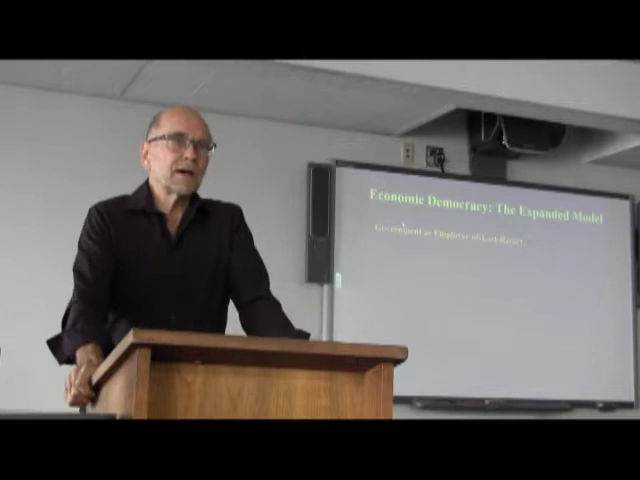 Economic Democracy: The Expanded Model
Government as Employer-of-Last-Resort